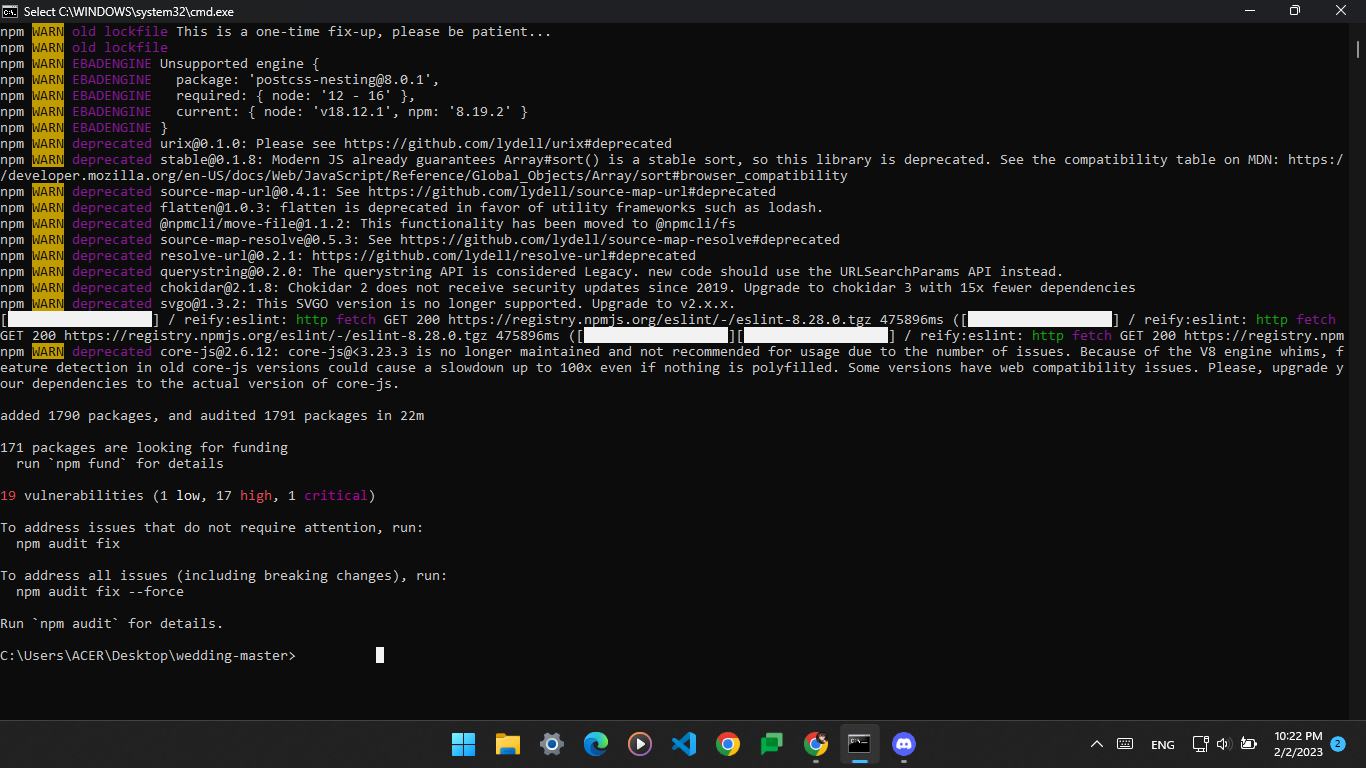 Select C:\WINDOWS\system32\cmd.exe
npm WARN old lockfile This is a one-time fix-up, please be patient...
npm WARN old lockfile
npm WARN EBADENGINE Unsupported engine {
npm WARN EBADENGINE   package: 'postcss-nesting@8.0.1',
npm WARN EBADENGINE   required: { node: '12 - 16' },
npm WARN EBADENGINE   current: { node: 'v18.12.1', npm: '8.19.2' }
npm WARN EBADENGINE }
npm WARN deprecated urix@0.1.0: Please see https://github.com/lydell/urix#deprecated
npm WARN deprecated stable@0.1.8: Modern JS already guarantees Array#sort() is a stable sort, so this library is deprecated. See the compatibility table on MDN: https:/
/developer.mozilla.org/en-US/docs/Web/JavaScript/Reference/Global_Objects/Array/sort#browser_compatibility
npm WARN deprecated source-map-url@0.4.1: See https://github.com/lydell/source-map-url#deprecated
npm WARN deprecated flatten@1.0.3: flatten is deprecated in favor of utility frameworks such as lodash.
npm WARN deprecated @npmcli/move-file@1.1.2: This functionality has been moved to @npmcli/fs
npm WARN deprecated source-map-resolve@0.5.3: See https://github.com/lydell/source-map-resolve#deprecated
npm WARN deprecated resolve-url@0.2.1: https://github.com/lydell/resolve-url#deprecated
npm WARN deprecated querystring@0.2.0: The querystring API is considered Legacy. new code should use the URLSearchParams API instead.
npm WARN deprecated chokidar@2.1.8: Chokidar 2 does not receive security updates since 2019. Upgrade to chokidar 3 with 15x fewer dependencies
npm WARN deprecated svgo@1.3.2: This SVGO version is no longer supported. Upgrade to v2.x.x.
[                  ] / reify:eslint: http fetch GET 200 https://registry.npmjs.org/eslint/-/eslint-8.28.0.tgz 475896ms ([                  ] / reify:eslint: http fetch
GET 200 https://registry.npmjs.org/eslint/-/eslint-8.28.0.tgz 475896ms ([                  ][                  ] / reify:eslint: http fetch GET 200 https://registry.npm
npm WARN deprecated core-js@2.6.12: core-js@<3.23.3 is no longer maintained and not recommended for usage due to the number of issues. Because of the V8 engine whims, f
eature detection in old core-js versions could cause a slowdown up to 100x even if nothing is polyfilled. Some versions have web compatibility issues. Please, upgrade y
our dependencies to the actual version of core-js.
added 1790 packages, and audited 1791 packages in 22m
171 packages are looking for funding
  run `npm fund` for details
19 vulnerabilities (1 low, 17 high, 1 critical)
To address issues that do not require attention, run:
  npm audit fix
To address all issues (including breaking changes), run:
  npm audit fix --force
Run `npm audit` for details.
C:\Users\ACER\Desktop\wedding-master>
ENG
10:22 PM
2/2/2023
2